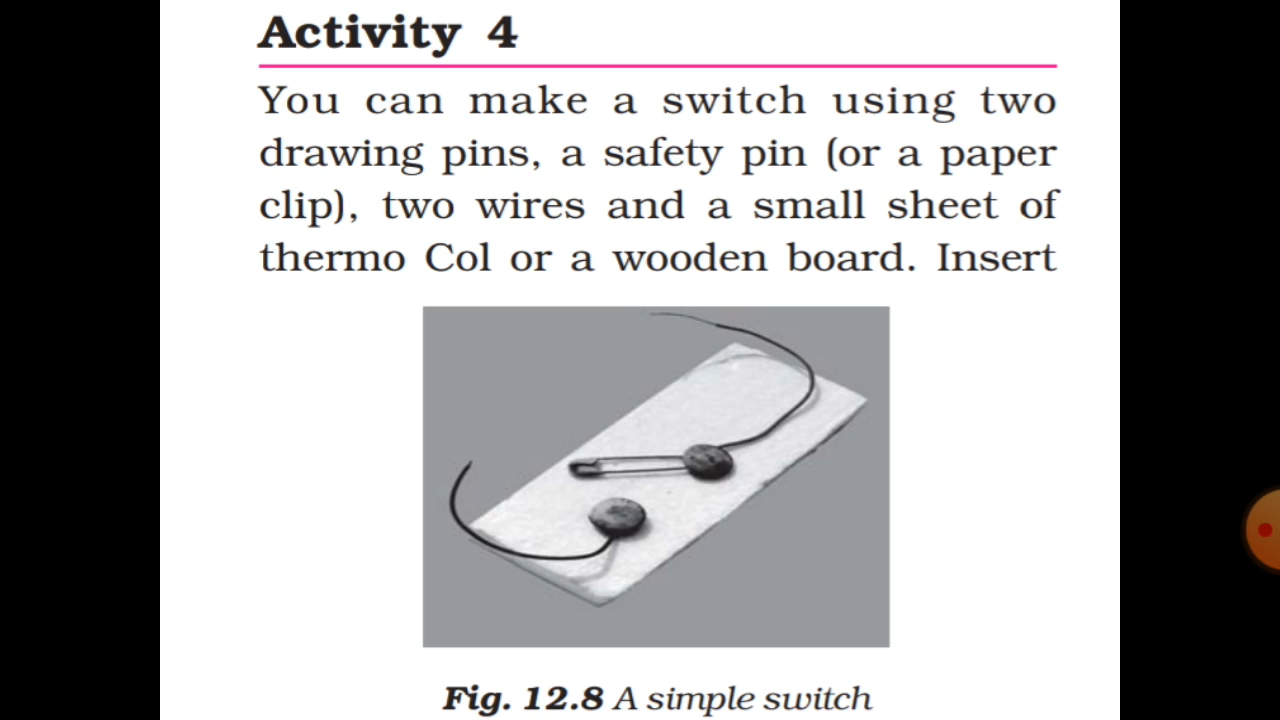 Activity 4
You can make a switch using two
drawing pins, a safety pin (or a paper
clip), two wires and a small sheet of
thermo Col or a wooden board. Insert
Fig. 12.8 A simple switch